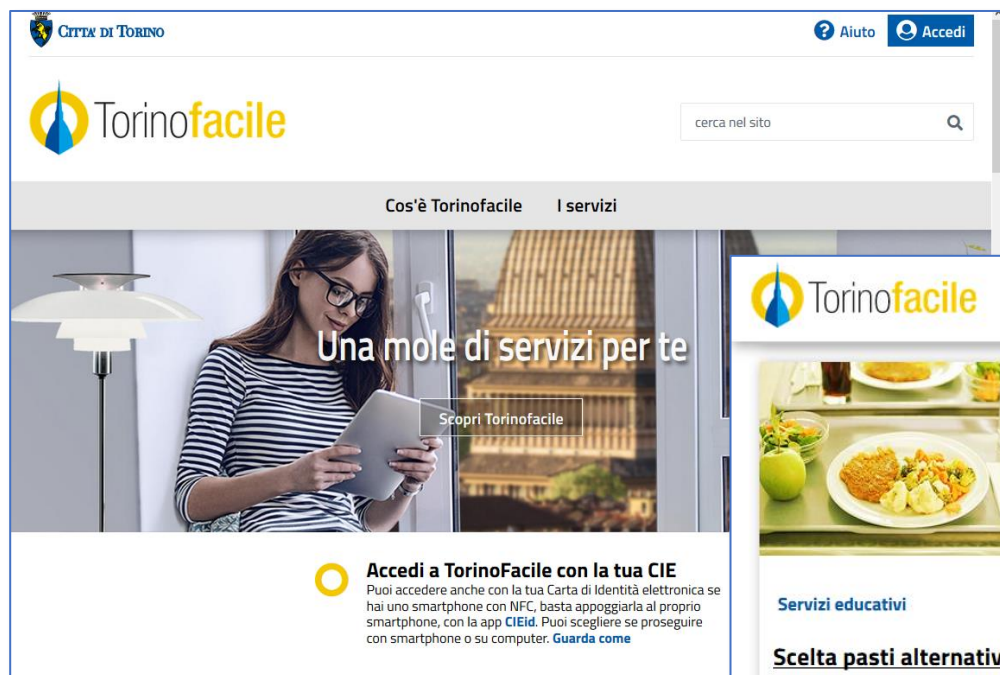 CITTA' DI TORINO
Aiuto
Accedi
Torinofacile
cerca nel sito
Cos'è Torinofacile
I servizi
Una mole di servizi per te
Scopri Torinofacile
Accedi a TorinoFacile con la tua CIE
Puoi accedere anche con la tua Carta di Identità elettronica se
hai uno smartphone con NFC, basta appoggiarla al proprio
smartphone, con la app CIEid. Puoi scegliere se proseguire
con smartphone o su computer. Guarda come
Torinofacile
Servizi educativi
Scelta pasti alternativ